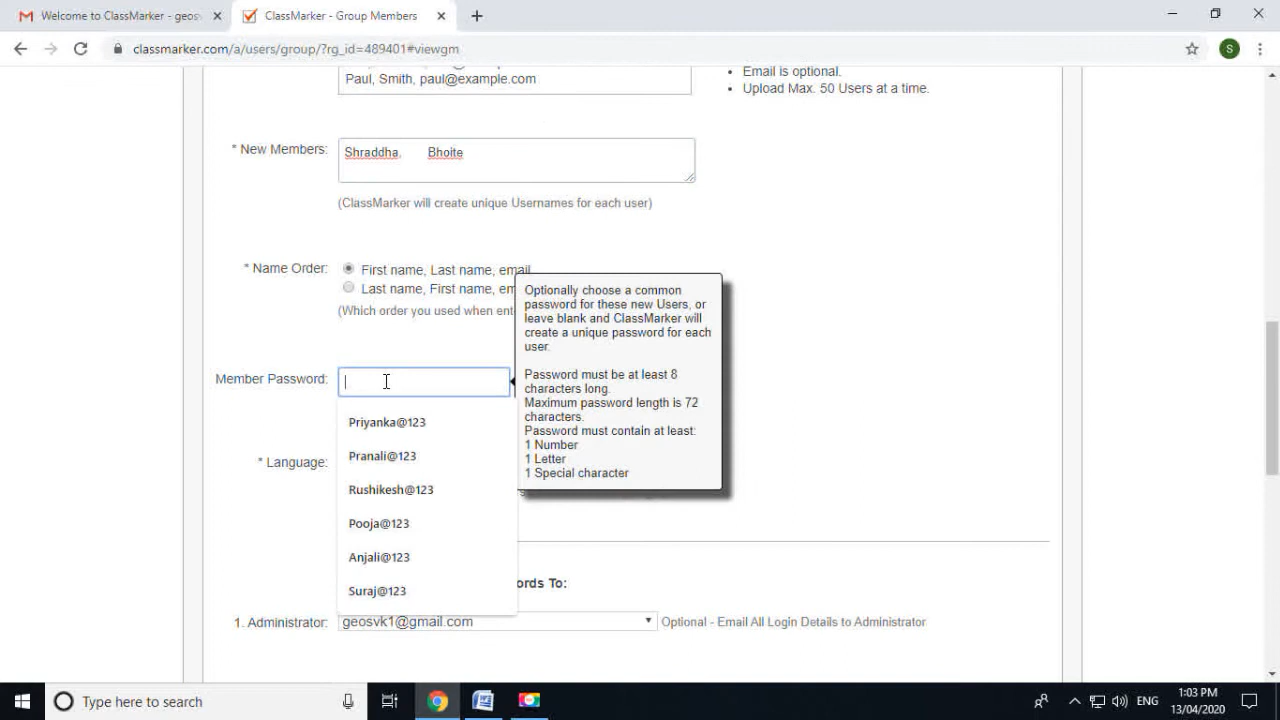 Welcome to ClassMarker - geosv
ClassMarker - Group Members
classmarker.com/a/users/group/?rg_id=489401#viewgm
S
Paul, Smith, paul@example.com
Email is optional.
Upload Max. 50 Users at a time.
* New Members:
Shraddha, Bhoite
(ClassMarker will create unique Usernames for each user)
* Name Order:
First name, Last name, email
Last name, First name, em
(Which order you used when ent
Optionally choose a common
password for these new Users, or
leave blank and ClassMarker will
create a unique password for each
user.
Password must be at least 8
characters long.
Maximum password length is 72
characters.
Password must contain at least:
1 Number
1 Letter
1 Special character
Member Password:
Priyanka@123
Pranali@123
Rushikesh@123
Pooja@123
Anjali@123
Suraj@123
* Language:
ords To:
1. Administrator:
geosvk1@gmail.com
Optional - Email All Login Details to Administrator
Type here to search
ENG
1:03 PM
13/04/2020